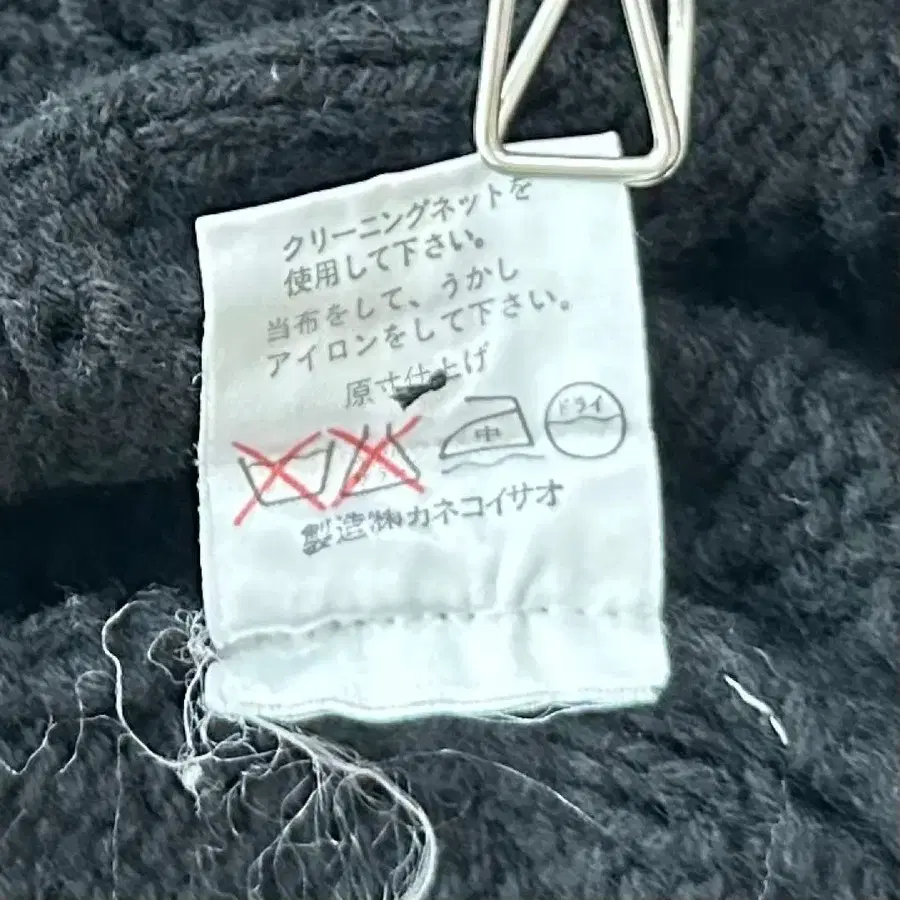 クリーニングネットを
使用して下さい。
当布をして、うかし
アイロンをして下さい。
原寸仕上げ
中
ドライ
製造㈱カネコイサオ